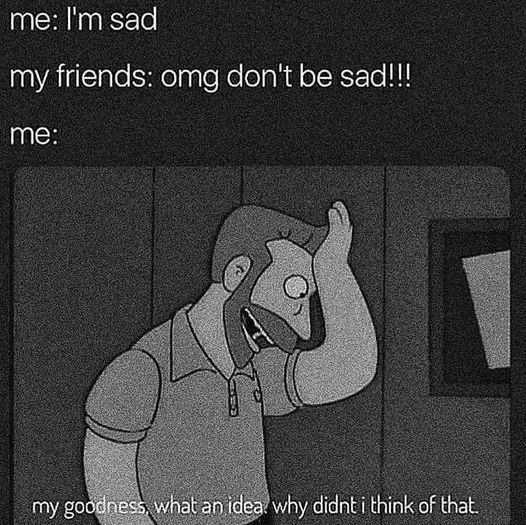 me: I'm sad
my friends: omg don't be sad!!!
me:
my goodness, what an idea. why didnt i think of that.